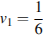 v₁ = 1/6